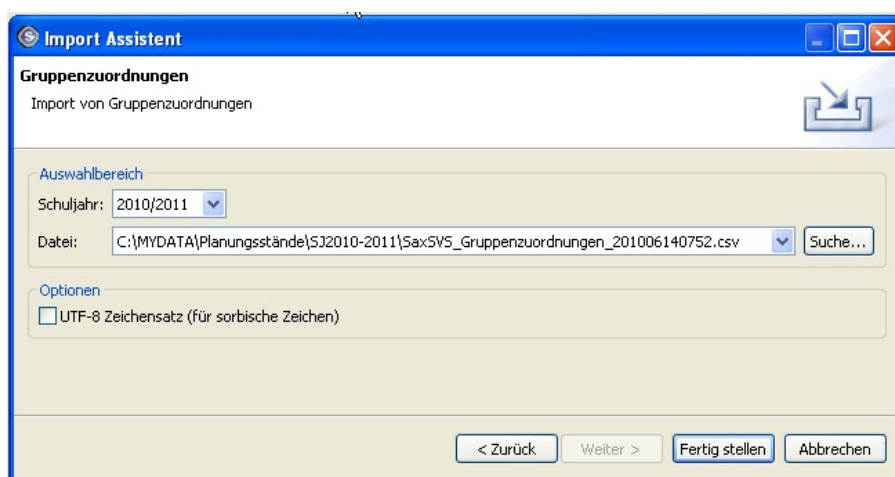 Import Assistent
Gruppenzuordnungen
Import von Gruppenzuordnungen
Auswahlbereich
Schuljahr: 2010/2011
Datei: C:\MYDATA\Planungsstände\SJ2010-2011\SaxSVS_Gruppenzuordnungen_201006140752.csv Suche...
Optionen
UTF-8 Zeichensatz (für sorbische Zeichen)
< Zurück Weiter > Fertig stellen Abbrechen